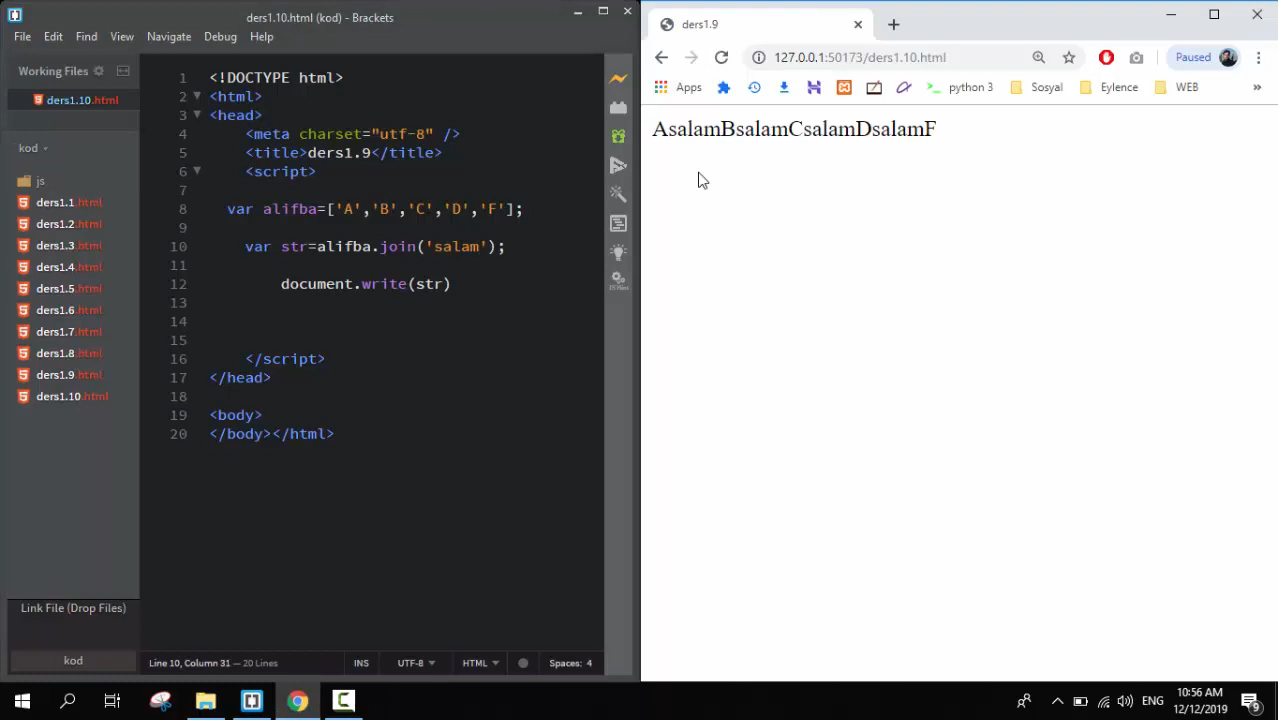 ders1.10.html (kod) - Brackets
File Edit Find View Navigate Debug Help
Working Files
ders1.10.html
kod
js
ders1.1.html
ders1.2.html
ders1.3.html
ders1.4.html
ders1.5.html
ders1.6.html
ders1.7.html
ders1.8.html
ders1.9.html
ders1.10.html
Link File (Drop Files)
kod
1 <!DOCTYPE html>
2 <html>
3 <head>
4 <meta charset="utf-8" />
5 <title>ders1.9</title>
6 <script>
7
8 var alifba=['A','B','C','D','F'];
9
10 var str=alifba.join('salam');
11
12 document.write(str)
13
14
15
16 </script>
17 </head>
18
19 <body>
20 </body></html>
Line 10, Column 31 — 20 Lines INS UTF-8 HTML Spaces: 4
ders1.9
127.0.0.1:50173/ders1.10.html Paused
Apps python 3 Sosyal Eylence WEB »
AsalamBsalamCsalamDsalamF
ENG
10:56 AM
12/12/2019
9